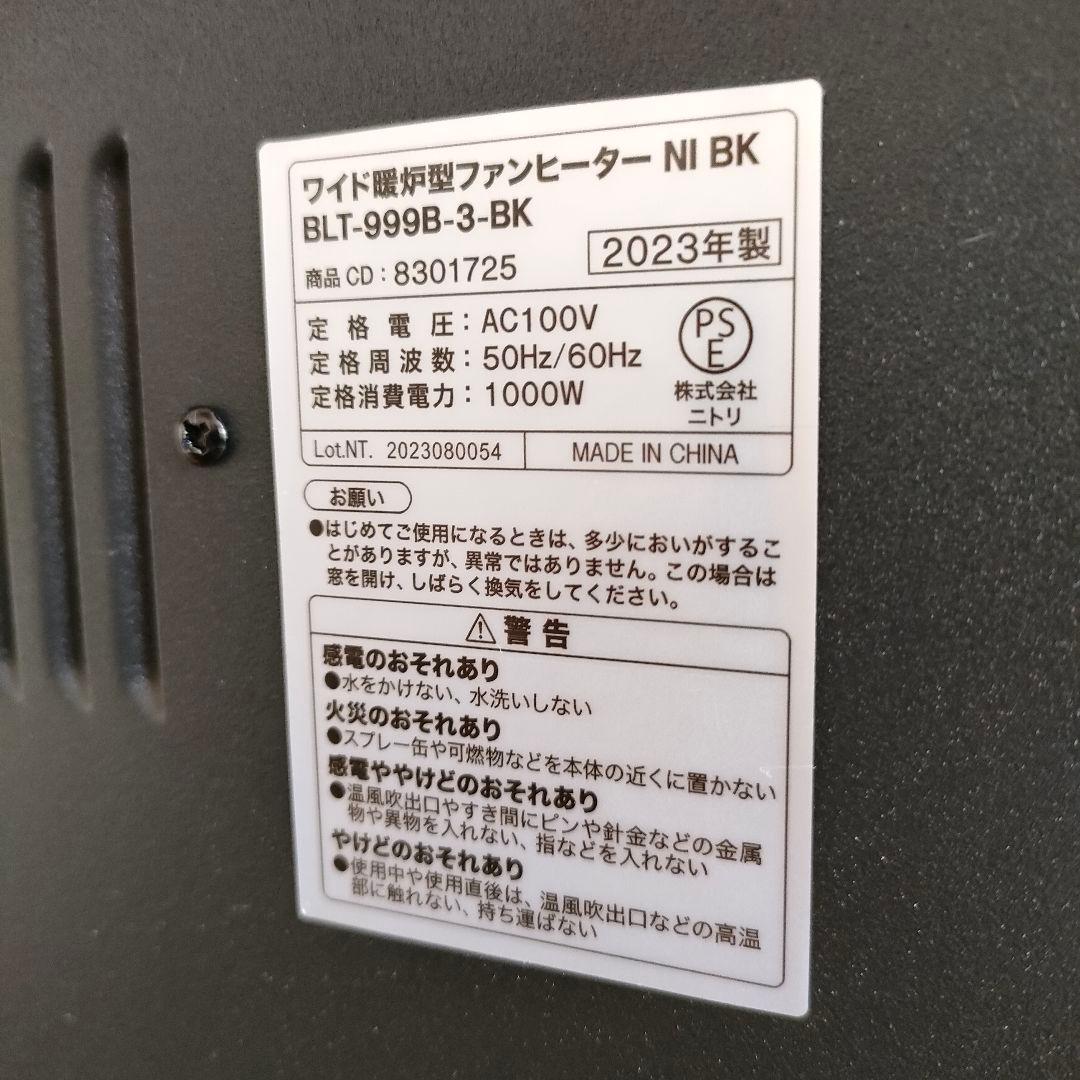 ワイド暖炉型ファンヒーター NI BK
BLT-999B-3-BK
商品CD：8301725
2023年製
定格電圧：AC100V
定格周波数：50Hz/60Hz
定格消費電力：1000W
PS
E
株式会社
ニトリ
Lot.NT. 2023080054
MADE IN CHINA
お願い
●はじめてご使用になるときは、多少においがするこ
とがありますが、異常ではありません。この場合は
窓を開け、しばらく換気をしてください。
警告
感電のおそれあり
●水をかけない、水洗いしない
火災のおそれあり
●スプレー缶や可燃物などを本体の近くに置かない
感電ややけどのおそれあり
●温風吹出口やすき間にピンや針金などの金属
物や異物を入れない、指などを入れない
やけどのおそれあり
●使用中や使用直後は、温風吹出口などの高温
部に触れない、持ち運ばない